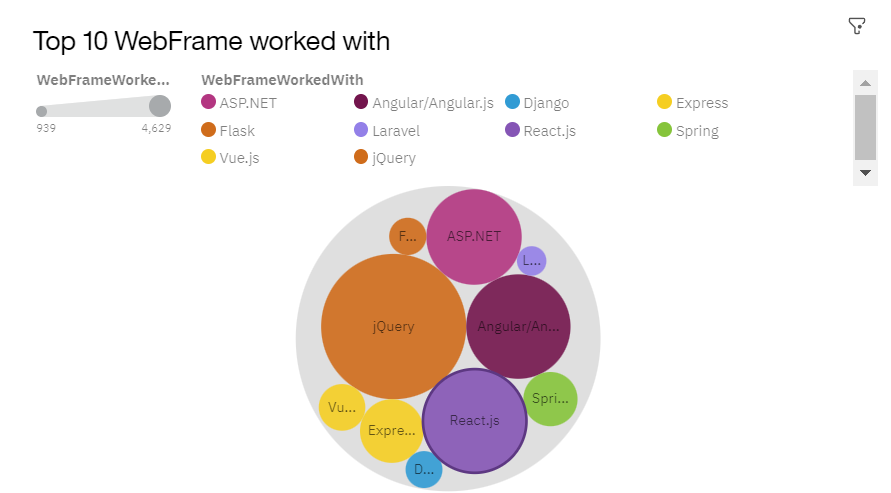 Top 10 WebFrame worked with
WebFrameWorke...
939 4,629
WebFrameWorkedWith
ASP.NET Angular/Angular.js Django Express
Flask Laravel React.js Spring
Vue.js jQuery
F... ASP.NET
L...
jQuery Angular/An...
Vu... Expre... React.js Spri...
D...